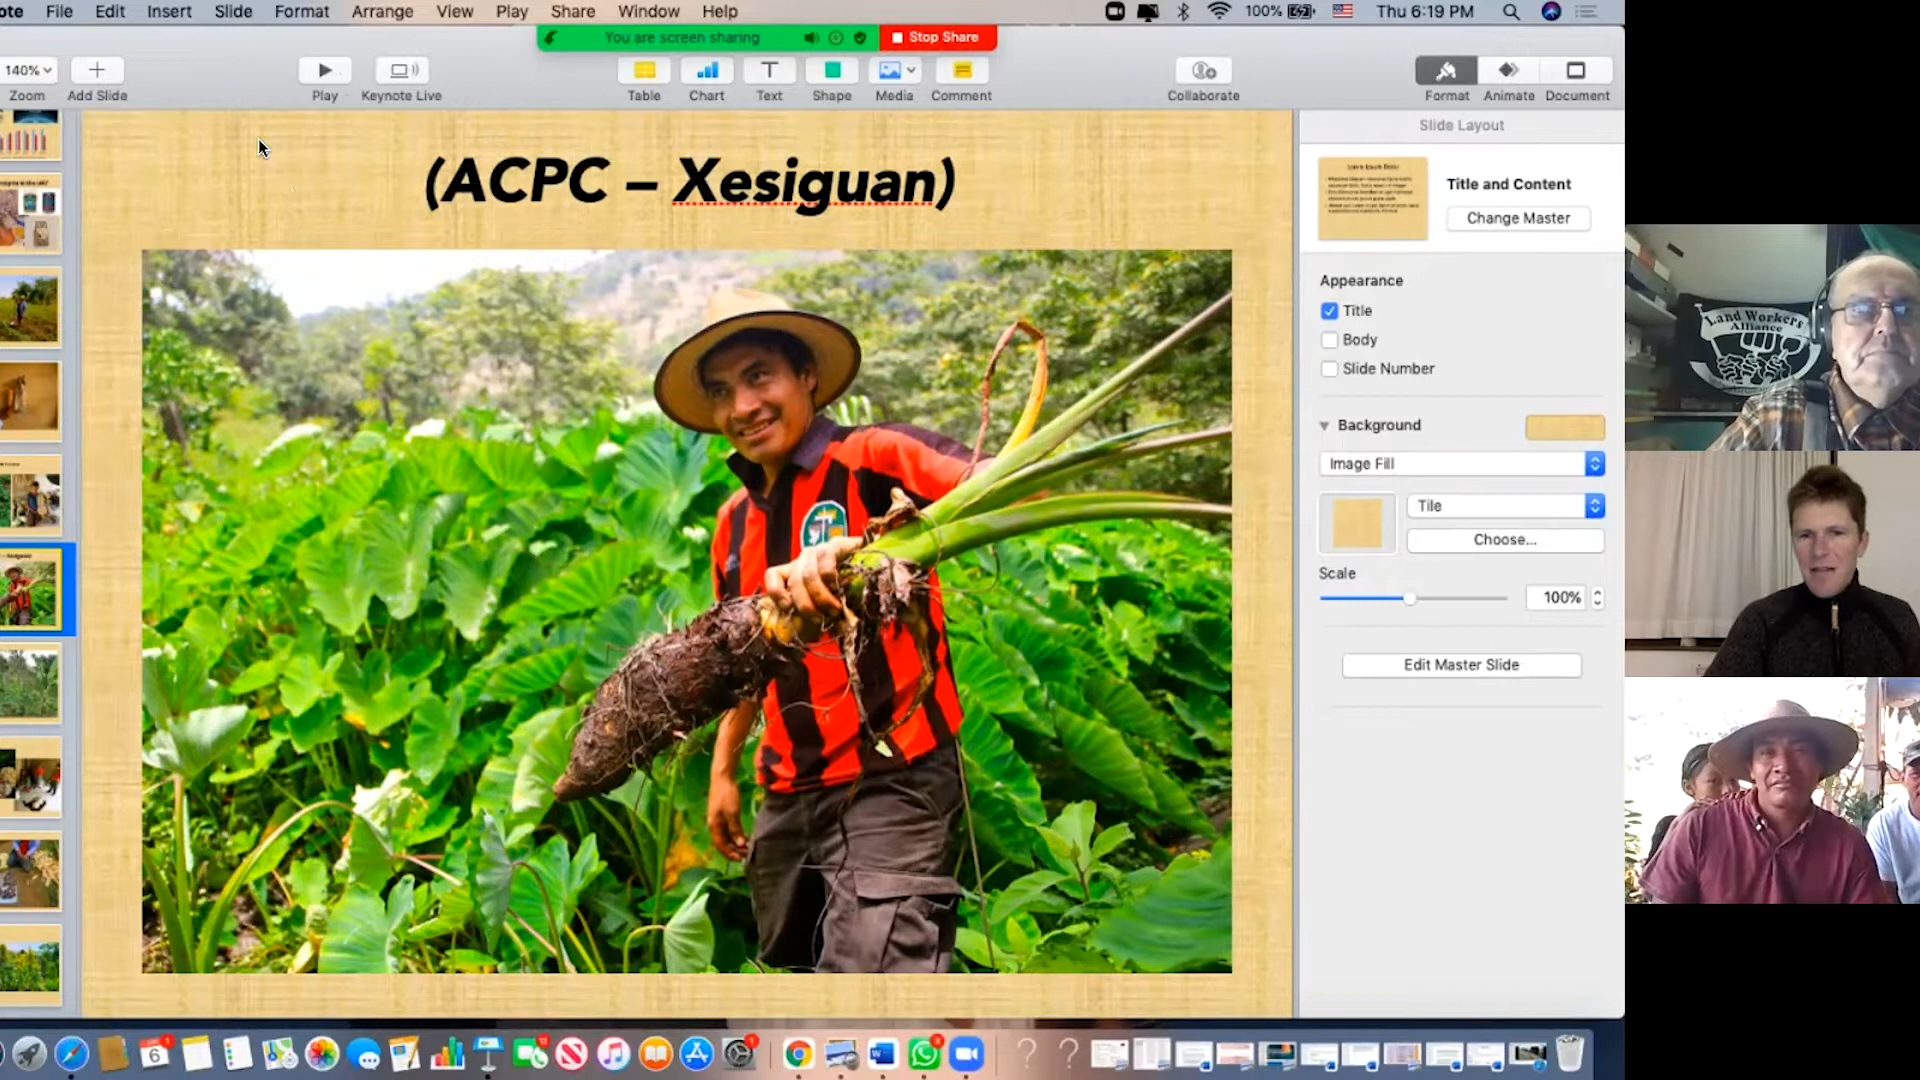 ote File Edit Insert Slide Format Arrange View Play Share Window Help 100% Thu 6:19 PM
You are screen sharing Stop Share
140%
Zoom Add Slide Play Keynote Live Table Chart Text Shape Media Comment Collaborate Format Animate Document
Slide Layout
(ACPC – Xesiguan)
Title and Content
Change Master
Appearance
Title
Body
Slide Number
Background
Image Fill
Tile
Choose...
Scale
100%
Edit Master Slide
Land Workers
Alliance
6